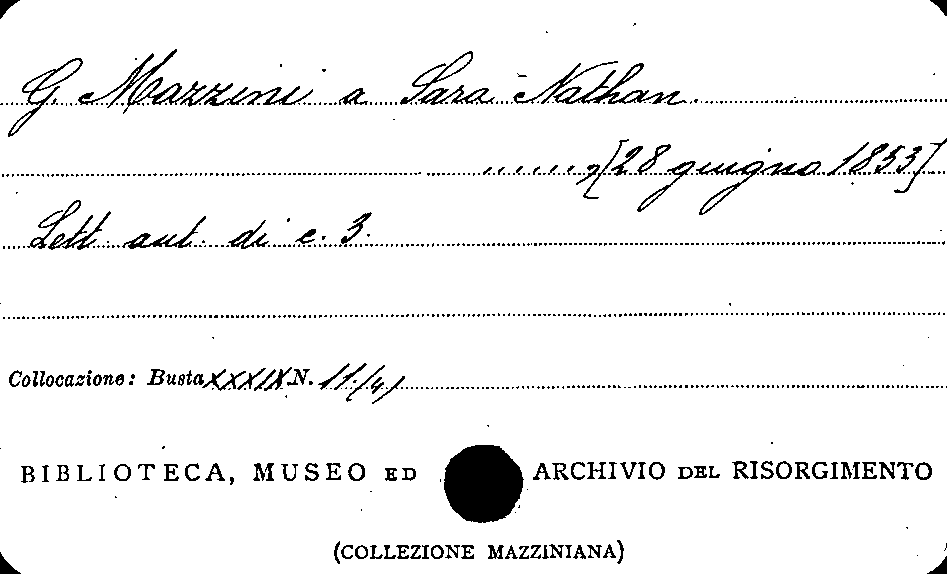 G. Mazzini a Sara Nathan.
......, [28 giugno 1853]
Lett. aut. di c. 3.
Collocazione: Busta XXXIX N. 11/4)
BIBLIOTECA, MUSEO ED ARCHIVIO DEL RISORGIMENTO
(COLLEZIONE MAZZINIANA)